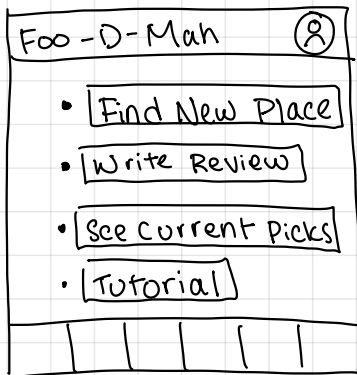 Foo-D-Mah
Find New Place
Write Review
See Current Picks
Tutorial